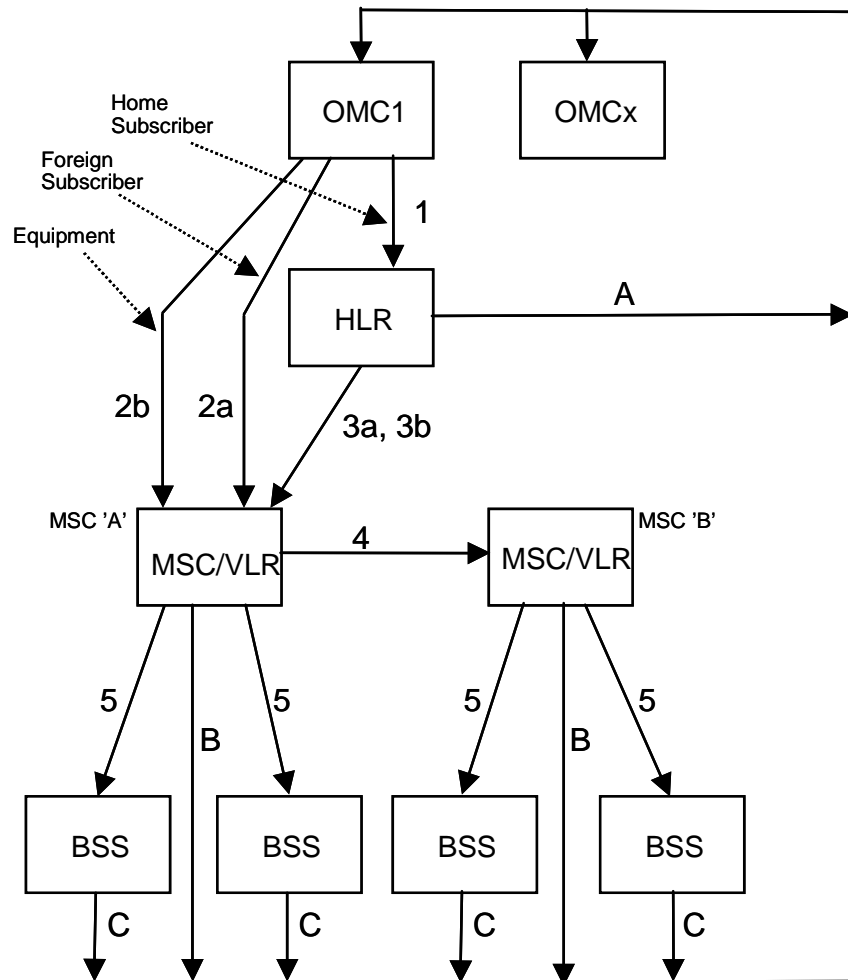 OMC1
OMCx
Home
Subscriber
Foreign
Subscriber
Equipment
1
HLR
A
2b
2a
3a, 3b
MSC 'A'
MSC/VLR
4
MSC/VLR
MSC 'B'
5
B
5
5
B
5
BSS
BSS
BSS
BSS
C
C
C
C